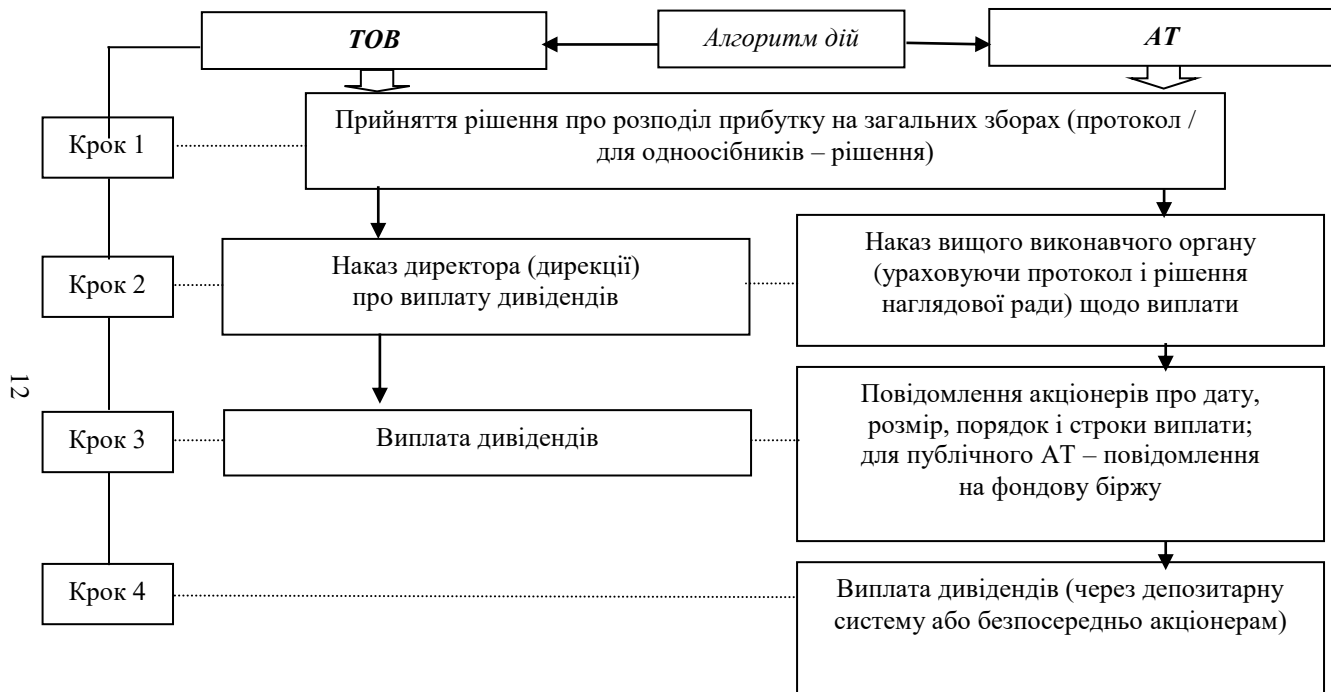 ТОВ
Алгоритм дій
АТ
Крок 1
Прийняття рішення про розподіл прибутку на загальних зборах (протокол /
для одноосібників – рішення)
Крок 2
Наказ директора (дирекції)
про виплату дивідендів
Наказ вищого виконавчого органу
(ураховуючи протокол і рішення
наглядової ради) щодо виплати
12
Крок 3
Виплата дивідендів
Повідомлення акціонерів про дату,
розмір, порядок і строки виплати;
для публічного АТ – повідомлення
на фондову біржу
Крок 4
Виплата дивідендів (через депозитарну
систему або безпосередньо акціонерам)